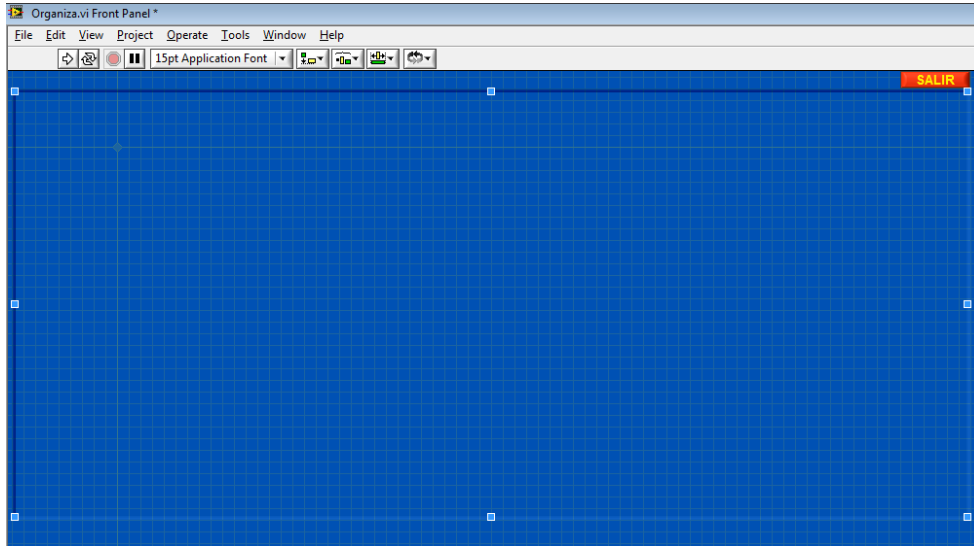 Organiza.vi Front Panel *
File Edit View Project Operate Tools Window Help
15pt Application Font
SALIR